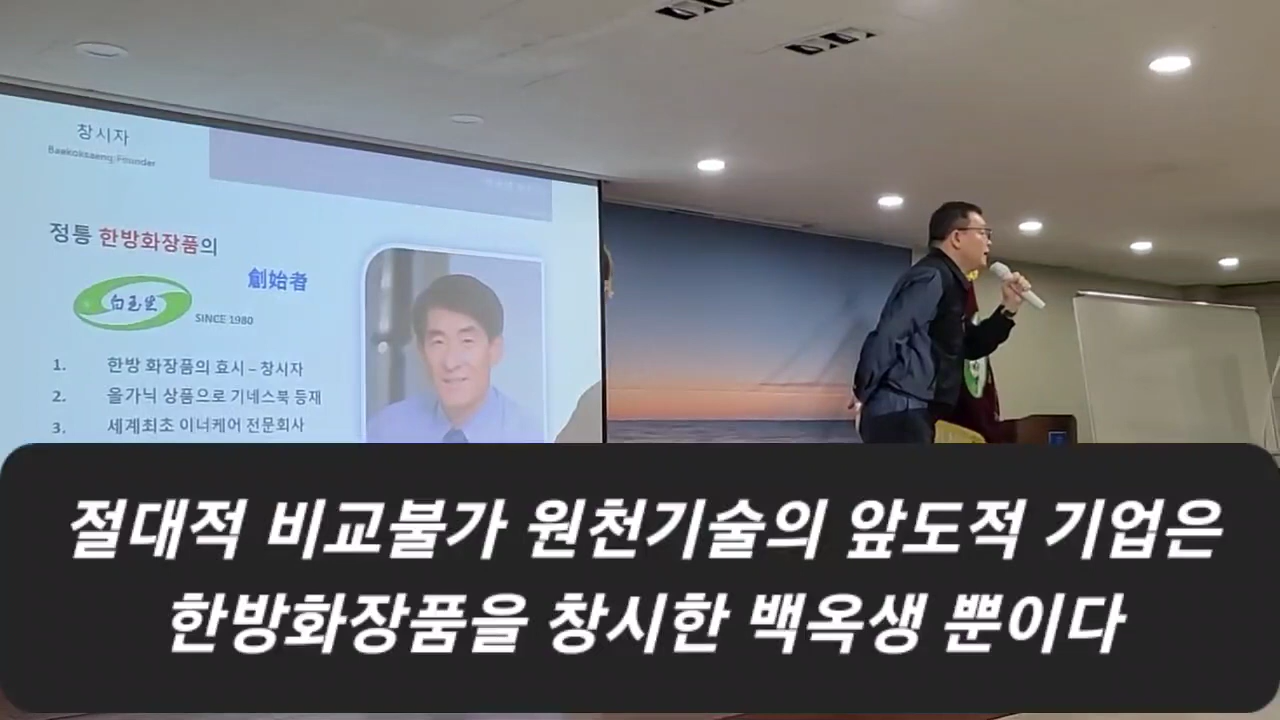 창시자
Baekoksaeng Founder
정통 한방화장품의
創始者
白玉生
SINCE 1980
1. 한방 화장품의 효시 – 창시자
2. 올가닉 상품으로 기네스북 등재
3. 세계최초 이너케어 전문회사
절대적 비교불가 원천기술의 앞도적 기업은
한방화장품을 창시한 백옥생 뿐이다